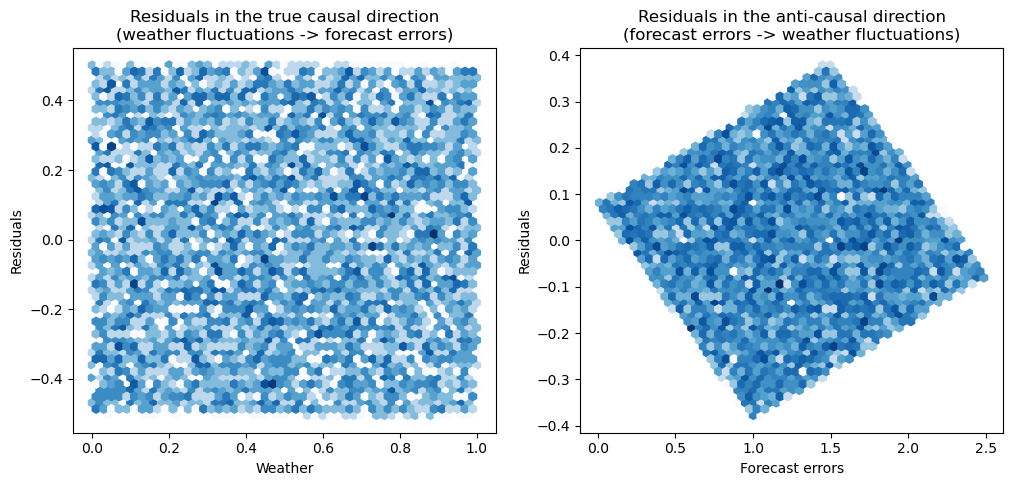 Residuals in the true causal direction
(weather fluctuations -> forecast errors)
Residuals
0.4
0.2
0.0
−0.2
−0.4
0.0 0.2 0.4 0.6 0.8 1.0
Weather
Residuals in the anti-causal direction
(forecast errors -> weather fluctuations)
Residuals
0.4
0.3
0.2
0.1
0.0
−0.1
−0.2
−0.3
−0.4
0.0 0.5 1.0 1.5 2.0 2.5
Forecast errors